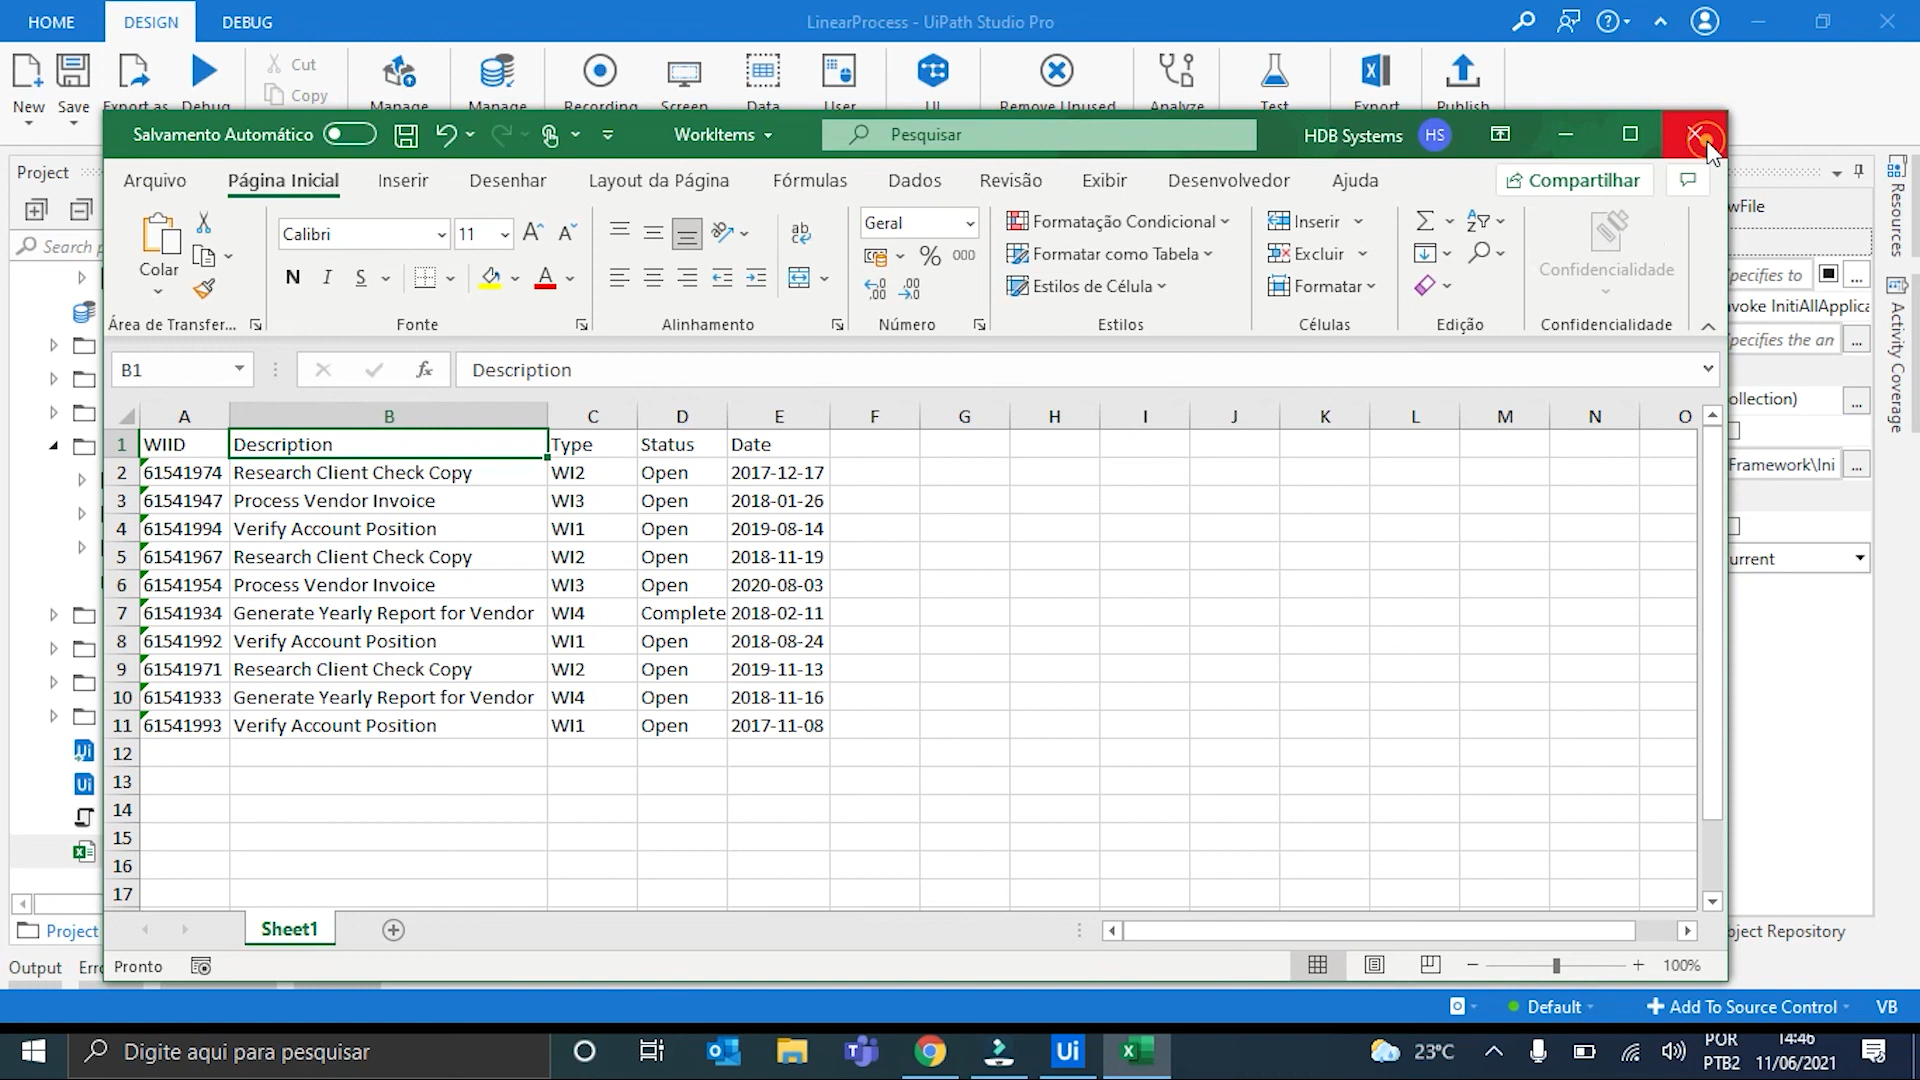 HOME DESIGN DEBUG LinearProcess - UiPath Studio Pro
New Save Export as Debug Cut Copy Manage Manage Recording Screen Data User UI Remove Unused Analyze Test Export Publish
Salvamento Automático WorkItems Pesquisar HDB Systems HS
Arquivo Página Inicial Inserir Desenhar Layout da Página Fórmulas Dados Revisão Exibir Desenvolvedor Ajuda Compartilhar
Colar Calibri 11 Geral
N I S % 000
Formatação Condicional
Formatar como Tabela
Estilos de Célula
Inserir
Excluir
Formatar
Confidencialidade
Área de Transfer... Fonte Alinhamento Número Estilos Células Edição Confidencialidade
B1 fx Description
A B C D E F G H I J K L M N O
1 WIID Description Type Status Date
2 61541974 Research Client Check Copy WI2 Open 2017-12-17
3 61541947 Process Vendor Invoice WI3 Open 2018-01-26
4 61541994 Verify Account Position WI1 Open 2019-08-14
5 61541967 Research Client Check Copy WI2 Open 2018-11-19
6 61541954 Process Vendor Invoice WI3 Open 2020-08-03
7 61541934 Generate Yearly Report for Vendor WI4 Complete 2018-02-11
8 61541992 Verify Account Position WI1 Open 2018-08-24
9 61541971 Research Client Check Copy WI2 Open 2019-11-13
10 61541933 Generate Yearly Report for Vendor WI4 Open 2018-11-16
11 61541993 Verify Account Position WI1 Open 2017-11-08
12
13
14
15
16
17
Sheet1
Pronto 100%
Project
Search p
Project
Output Err
wFile
pecifies to ...
nvoke InitiAllApplica
pecifies the an ...
ollection) ...
Framework\Ini ...
urrent
Resources
Activity Coverage
oject Repository
Default Add To Source Control VB
Digite aqui para pesquisar Ui 23°C POR PTB2 14:46 11/06/2021